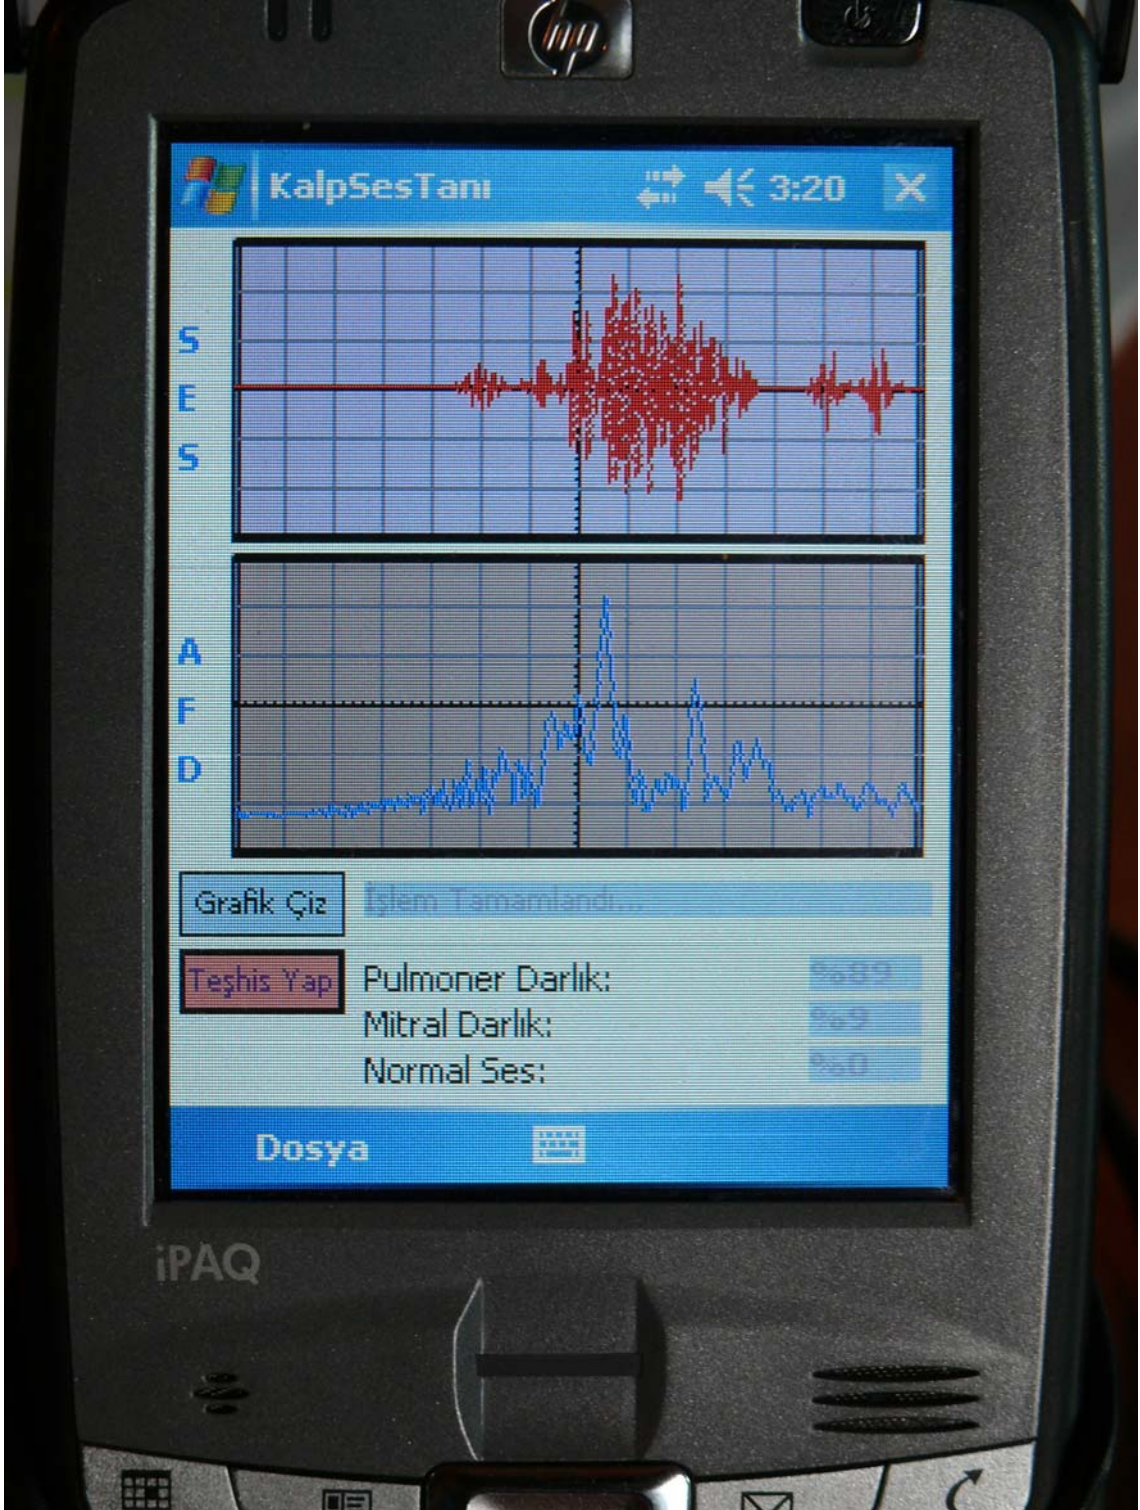 hp
KalpSesTanı 3:20
S
E
S
A
F
D
Grafik Çiz İşlem Tamamlandı...
Teşhis Yap Pulmoner Darlık: %89
Mitral Darlık: %9
Normal Ses: %0
Dosya
iPAQ